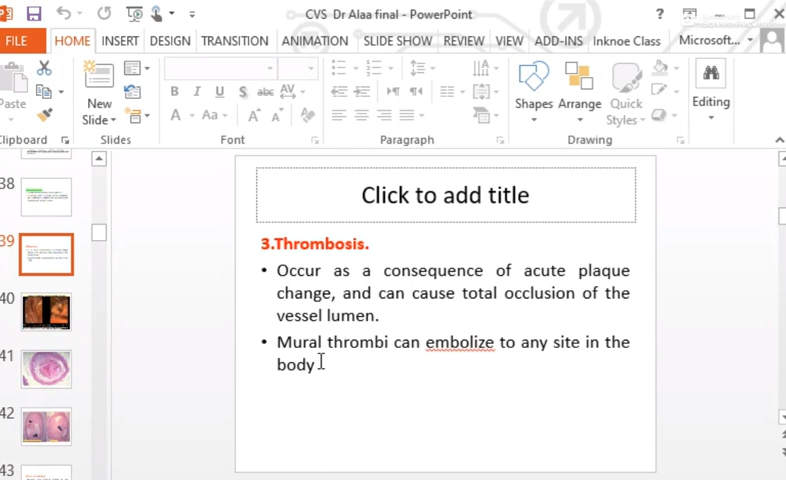 CVS Dr Alaa final - PowerPoint
FILE HOME INSERT DESIGN TRANSITION ANIMATION SLIDE SHOW REVIEW VIEW ADD-INS Inknoe Class Microsoft...
Paste
New
Slide
B I U S abc AV
A Aa A A
Shapes Arrange Quick
Styles
Editing
Clipboard Slides Font Paragraph Drawing
38
39
40
41
42
43
Click to add title
3.Thrombosis.
• Occur as a consequence of acute plaque
change, and can cause total occlusion of the
vessel lumen.
• Mural thrombi can embolize to any site in the
body